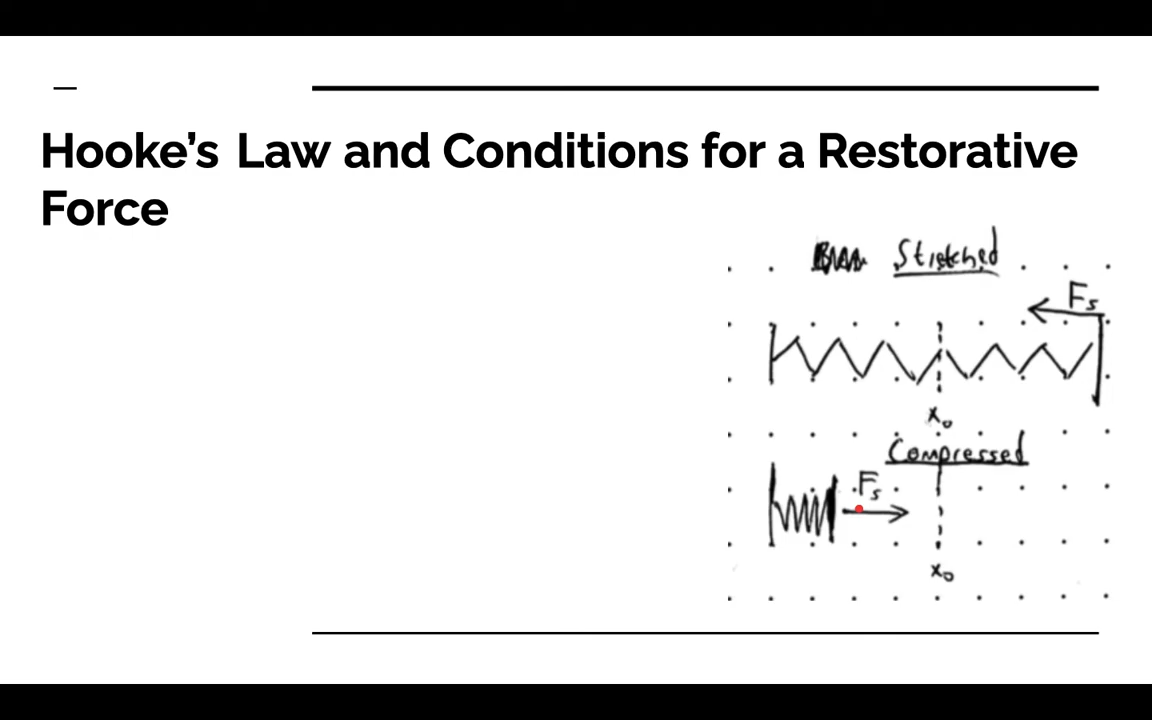 Hooke's Law and Conditions for a Restorative
Force
Stretched
Fs
x₀
Compressed
Fs
x₀